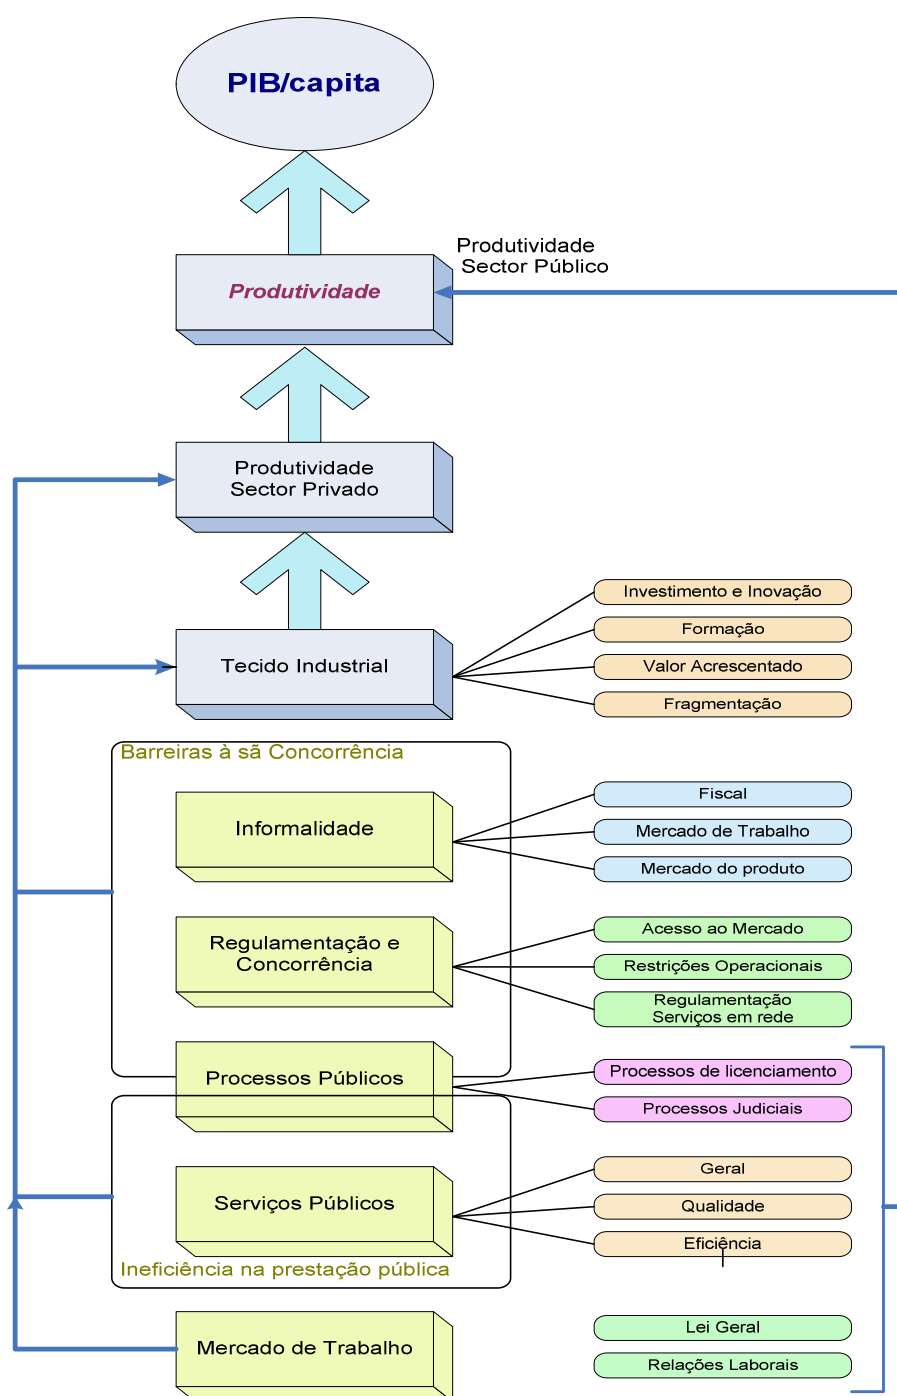 PIB/capita
Produtividade
Sector Público
Produtividade
Produtividade
Sector Privado
Tecido Industrial
Investimento e Inovação
Formação
Valor Acrescentado
Fragmentação
Barreiras à sã Concorrência
Informalidade
Fiscal
Mercado de Trabalho
Mercado do produto
Regulamentação e
Concorrência
Acesso ao Mercado
Restrições Operacionais
Regulamentação
Serviços em rede
Processos Públicos
Processos de licenciamento
Processos Judiciais
Serviços Públicos
Geral
Qualidade
Eficiência
Ineficiência na prestação pública
Mercado de Trabalho
Lei Geral
Relações Laborais